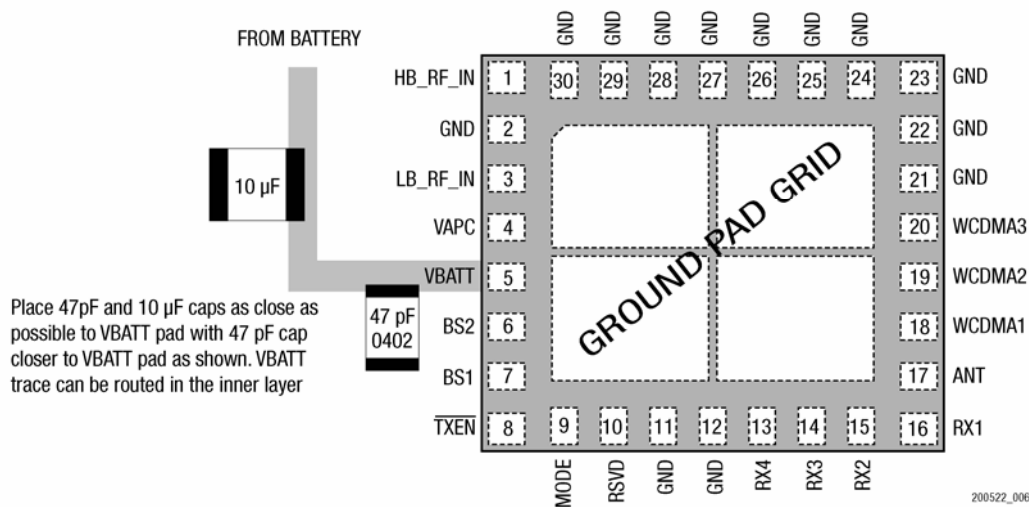 FROM BATTERY
GND GND GND GND GND GND GND
HB_RF_IN 1 30 29 28 27 26 25 24 23 GND
GND 2 22 GND
10 µF
LB_RF_IN 3 21 GND
VAPC 4 20 WCDMA3
GROUND PAD GRID
VBATT 5 19 WCDMA2
Place 47pF and 10 µF caps as close as
possible to VBATT pad with 47 pF cap
closer to VBATT pad as shown. VBATT
trace can be routed in the inner layer
47 pF
0402
BS2 6 18 WCDMA1
BS1 7 17 ANT
TXEN 8 9 10 11 12 13 14 15 16 RX1
MODE RSVD GND GND RX4 RX3 RX2
200522_006